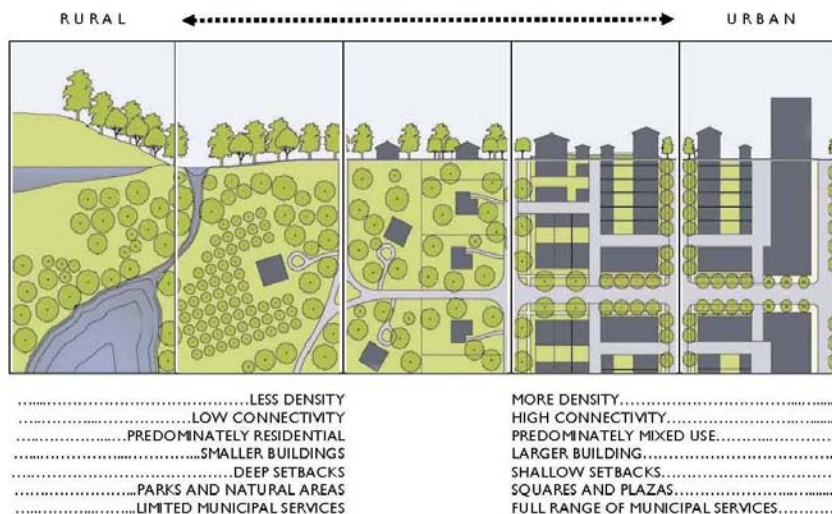 RURAL URBAN
......................................................LESS DENSITY
......................................LOW CONNECTIVITY
..........................PREDOMINATELY RESIDENTIAL
......................................SMALLER BUILDINGS
................................................DEEP SETBACKS
............................PARKS AND NATURAL AREAS
...........................LIMITED MUNICIPAL SERVICES
MORE DENSITY......................................
HIGH CONNECTIVITY............................
PREDOMINATELY MIXED USE....................
LARGER BUILDING..................................
SHALLOW SETBACKS..............................
SQUARES AND PLAZAS............................
FULL RANGE OF MUNICIPAL SERVICES...........